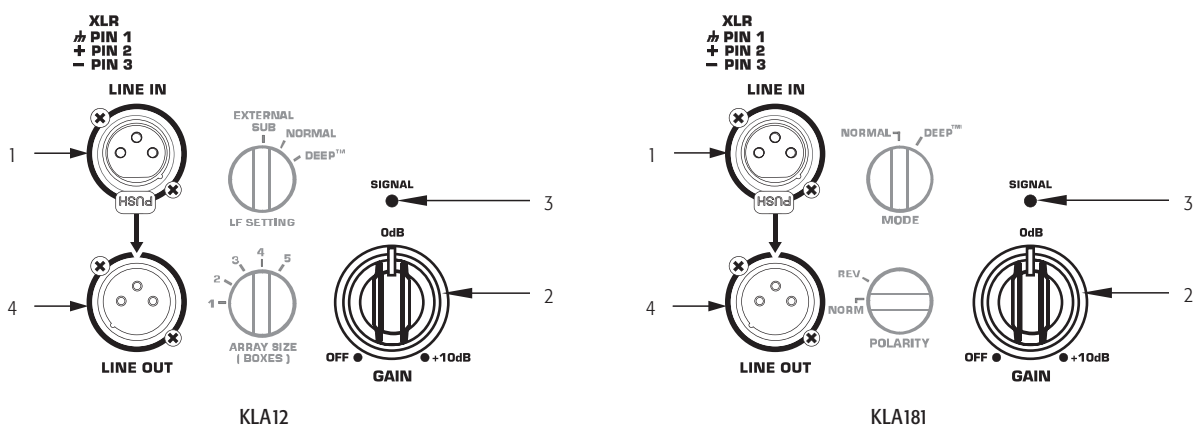 XLR
PIN 1
+ PIN 2
− PIN 3
LINE IN
1
PUSH
EXTERNAL
SUB
NORMAL
DEEP™
LF SETTING
SIGNAL
3
0dB
4
1
2
3
4
5
ARRAY SIZE
( BOXES )
2
OFF
+10dB
GAIN
LINE OUT
KLA12
XLR
PIN 1
+ PIN 2
− PIN 3
LINE IN
1
PUSH
NORMAL
DEEP™
MODE
SIGNAL
3
0dB
4
REV
NORM
POLARITY
2
OFF
+10dB
GAIN
LINE OUT
KLA181